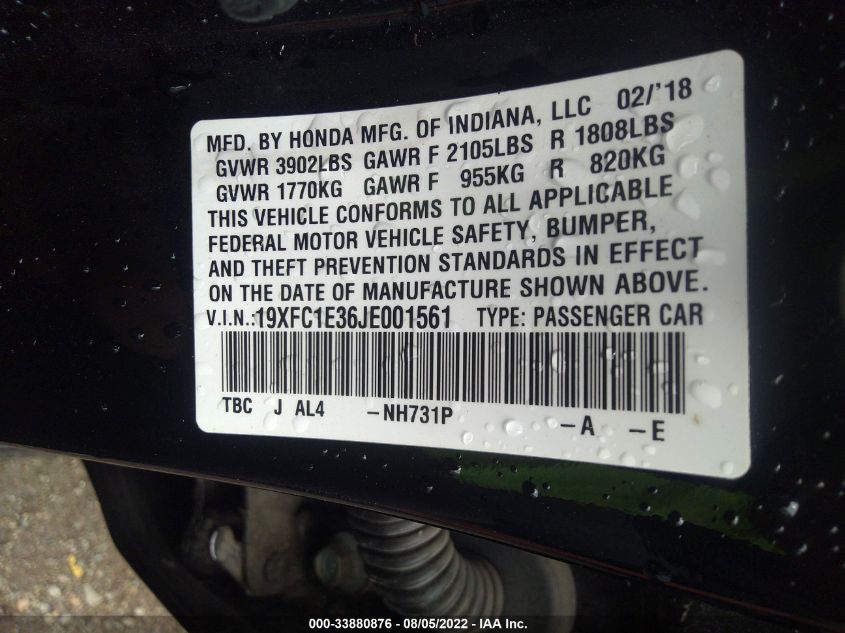 MFD. BY HONDA MFG. OF INDIANA, LLC 02/'18
GVWR 3902LBS GAWR F 2105LBS R 1808LBS
GVWR 1770KG GAWR F 955KG R 820KG
THIS VEHICLE CONFORMS TO ALL APPLICABLE
FEDERAL MOTOR VEHICLE SAFETY, BUMPER,
AND THEFT PREVENTION STANDARDS IN EFFECT
ON THE DATE OF MANUFACTURE SHOWN ABOVE.
V.I.N.:19XFC1E36JE001561 TYPE: PASSENGER CAR
TBC J AL4 -NH731P -A -E
000-33880876 - 08/05/2022 - IAA Inc.